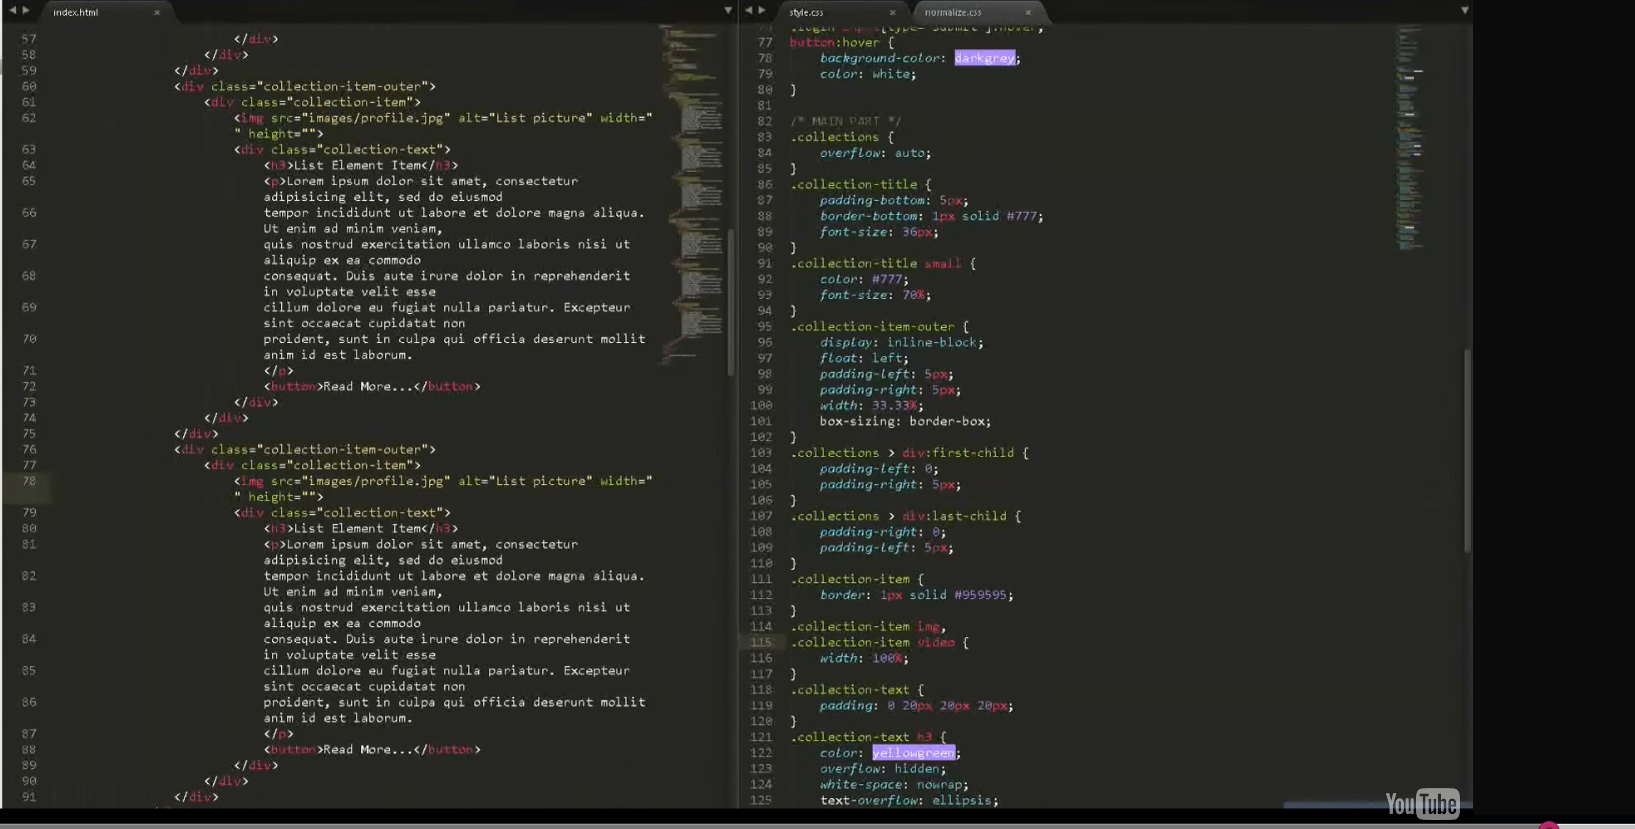 index.html
57 </div>
58 </div>
59 </div>
60 <div class="collection-item-outer">
61 <div class="collection-item">
62 <img src="images/profile.jpg" alt="List picture" width="
" height="">
63 <div class="collection-text">
64 <h3>List Element Item</h3>
65 <p>Lorem ipsum dolor sit amet, consectetur
adipisicing elit, sed do eiusmod
66 tempor incididunt ut labore et dolore magna aliqua.
Ut enim ad minim veniam,
67 quis nostrud exercitation ullamco laboris nisi ut
aliquip ex ea commodo
68 consequat. Duis aute irure dolor in reprehenderit
in voluptate velit esse
69 cillum dolore eu fugiat nulla pariatur. Excepteur
sint occaecat cupidatat non
70 proident, sunt in culpa qui officia deserunt mollit
anim id est laborum.
71 </p>
72 <button>Read More...</button>
73 </div>
74 </div>
75 </div>
76 <div class="collection-item-outer">
77 <div class="collection-item">
78 <img src="images/profile.jpg" alt="List picture" width="
" height="">
79 <div class="collection-text">
80 <h3>List Element Item</h3>
81 <p>Lorem ipsum dolor sit amet, consectetur
adipisicing elit, sed do eiusmod
82 tempor incididunt ut labore et dolore magna aliqua.
Ut enim ad minim veniam,
83 quis nostrud exercitation ullamco laboris nisi ut
aliquip ex ea commodo
84 consequat. Duis aute irure dolor in reprehenderit
in voluptate velit esse
85 cillum dolore eu fugiat nulla pariatur. Excepteur
sint occaecat cupidatat non
86 proident, sunt in culpa qui officia deserunt mollit
anim id est laborum.
87 </p>
88 <button>Read More...</button>
89 </div>
90 </div>
91 </div>
style.css normalize.css
.login input[type="submit"]:hover,
77 button:hover {
78 background-color: darkgrey;
79 color: white;
80 }
81
82 /* MAIN PART */
83 .collections {
84 overflow: auto;
85 }
86 .collection-title {
87 padding-bottom: 5px;
88 border-bottom: 1px solid #777;
89 font-size: 36px;
90 }
91 .collection-title small {
92 color: #777;
93 font-size: 70%;
94 }
95 .collection-item-outer {
96 display: inline-block;
97 float: left;
98 padding-left: 5px;
99 padding-right: 5px;
100 width: 33.33%;
101 box-sizing: border-box;
102 }
103 .collections > div:first-child {
104 padding-left: 0;
105 padding-right: 5px;
106 }
107 .collections > div:last-child {
108 padding-right: 0;
109 padding-left: 5px;
110 }
111 .collection-item {
112 border: 1px solid #959595;
113 }
114 .collection-item img,
115 .collection-item video {
116 width: 100%;
117 }
118 .collection-text {
119 padding: 0 20px 20px 20px;
120 }
121 .collection-text h3 {
122 color: yellowgreen;
123 overflow: hidden;
124 white-space: nowrap;
125 text-overflow: ellipsis;
YouTube